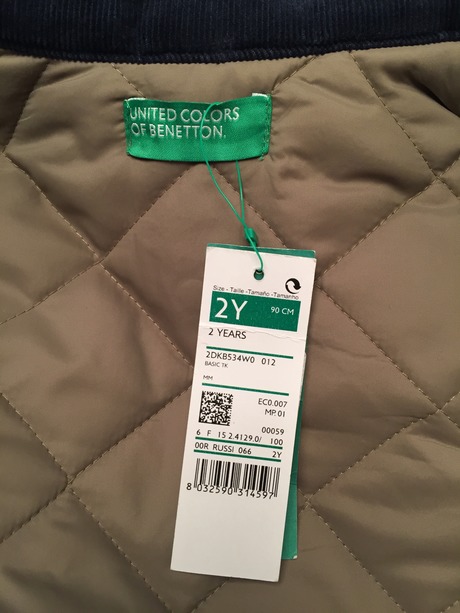 UNITED COLORS
OF BENETTON.
Size - Taille -Tamaño -Tamanho
2Y 90 CM
2 YEARS
2DKB534W0 012
BASIC TK
MM
EC0.007
MP.01
00059
6 F 15 2.4129.0/ 100
00R RUSSI 066 2Y
8 032590 314597